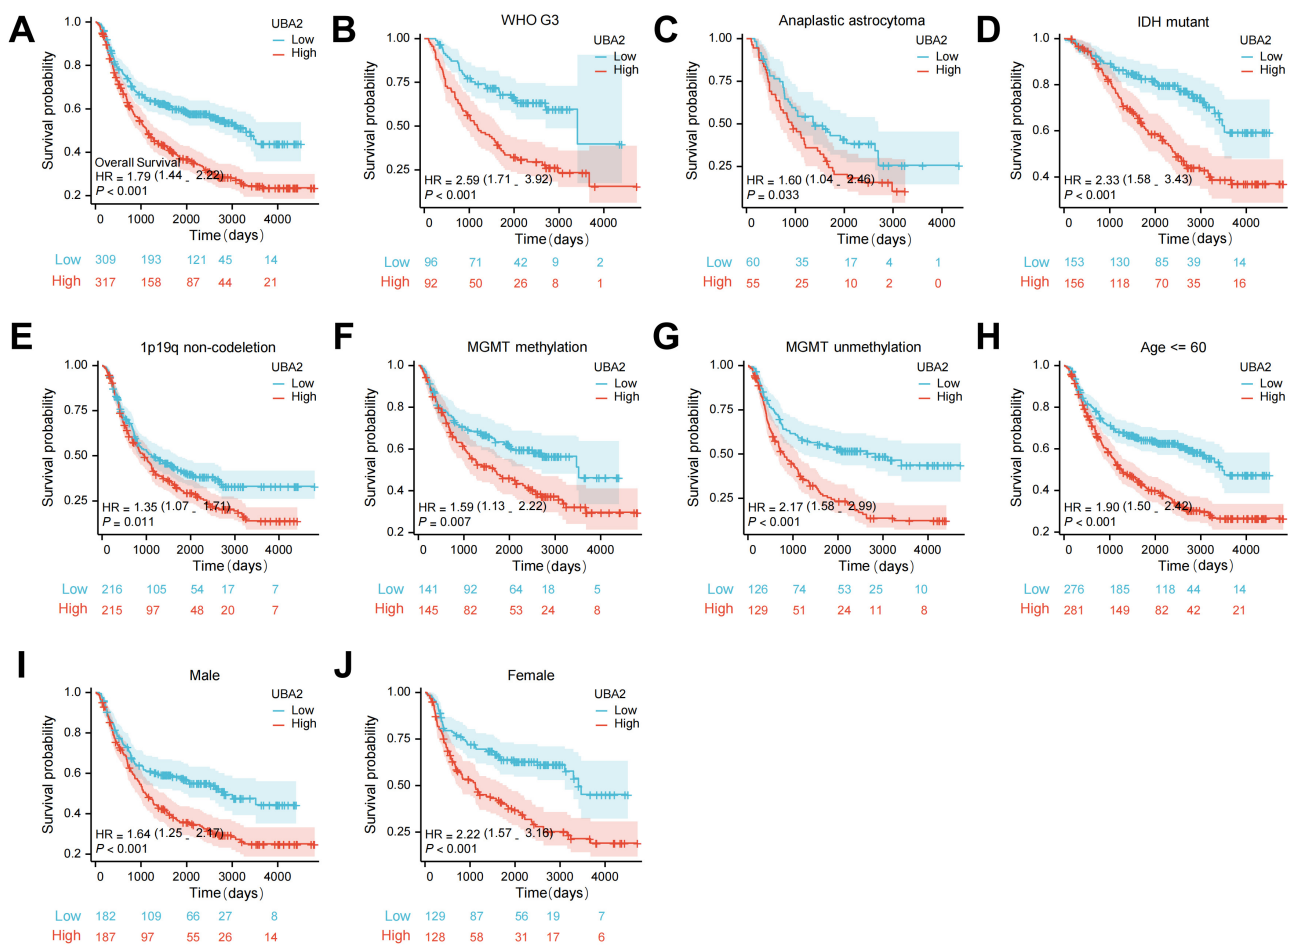 A
UBA2
Low
High
Survival probability
1.0
0.8
0.6
0.4
0.2
Overall Survival
HR = 1.79 (1.44 - 2.22)
P < 0.001
0 1000 2000 3000 4000
Time(days)
Low 309 193 121 45 14
High 317 158 87 44 21
B
WHO G3
UBA2
Low
High
Survival probability
1.00
0.75
0.50
0.25
HR = 2.59 (1.71 - 3.92)
P < 0.001
0 1000 2000 3000 4000
Time(days)
Low 96 71 42 9 2
High 92 50 26 8 1
C
Anaplastic astrocytoma
UBA2
Low
High
Survival probability
1.00
0.75
0.50
0.25
HR = 1.60 (1.04 - 2.46)
P = 0.033
0 1000 2000 3000 4000
Time(days)
Low 60 35 17 4 1
High 55 25 10 2 0
D
IDH mutant
UBA2
Low
High
Survival probability
1.0
0.8
0.6
0.4
HR = 2.33 (1.58 - 3.43)
P < 0.001
0 1000 2000 3000 4000
Time(days)
Low 153 130 85 39 14
High 156 118 70 35 16
E
1p19q non-codeletion
UBA2
Low
High
Survival probability
1.00
0.75
0.50
0.25
HR = 1.35 (1.07 - 1.71)
P = 0.011
0 1000 2000 3000 4000
Time(days)
Low 216 105 54 17 7
High 215 97 48 20 7
F
MGMT methylation
UBA2
Low
High
Survival probability
1.0
0.8
0.6
0.4
0.2
HR = 1.59 (1.13 - 2.22)
P = 0.007
0 1000 2000 3000 4000
Time(days)
Low 141 92 64 18 5
High 145 82 53 24 8
G
MGMT unmethylation
UBA2
Low
High
Survival probability
1.00
0.75
0.50
0.25
HR = 2.17 (1.58 - 2.99)
P < 0.001
0 1000 2000 3000 4000
Time(days)
Low 126 74 53 25 10
High 129 51 24 11 8
H
Age <= 60
UBA2
Low
High
Survival probability
1.0
0.8
0.6
0.4
0.2
HR = 1.90 (1.50 - 2.42)
P < 0.001
0 1000 2000 3000 4000
Time(days)
Low 276 185 118 44 14
High 281 149 82 42 21
I
Male
UBA2
Low
High
Survival probability
1.0
0.8
0.6
0.4
0.2
HR = 1.64 (1.25 - 2.17)
P < 0.001
0 1000 2000 3000 4000
Time(days)
Low 182 109 66 27 8
High 187 97 55 26 14
J
Female
UBA2
Low
High
Survival probability
1.00
0.75
0.50
0.25
HR = 2.22 (1.57 - 3.16)
P < 0.001
0 1000 2000 3000 4000
Time(days)
Low 129 87 56 19 7
High 128 58 31 17 6